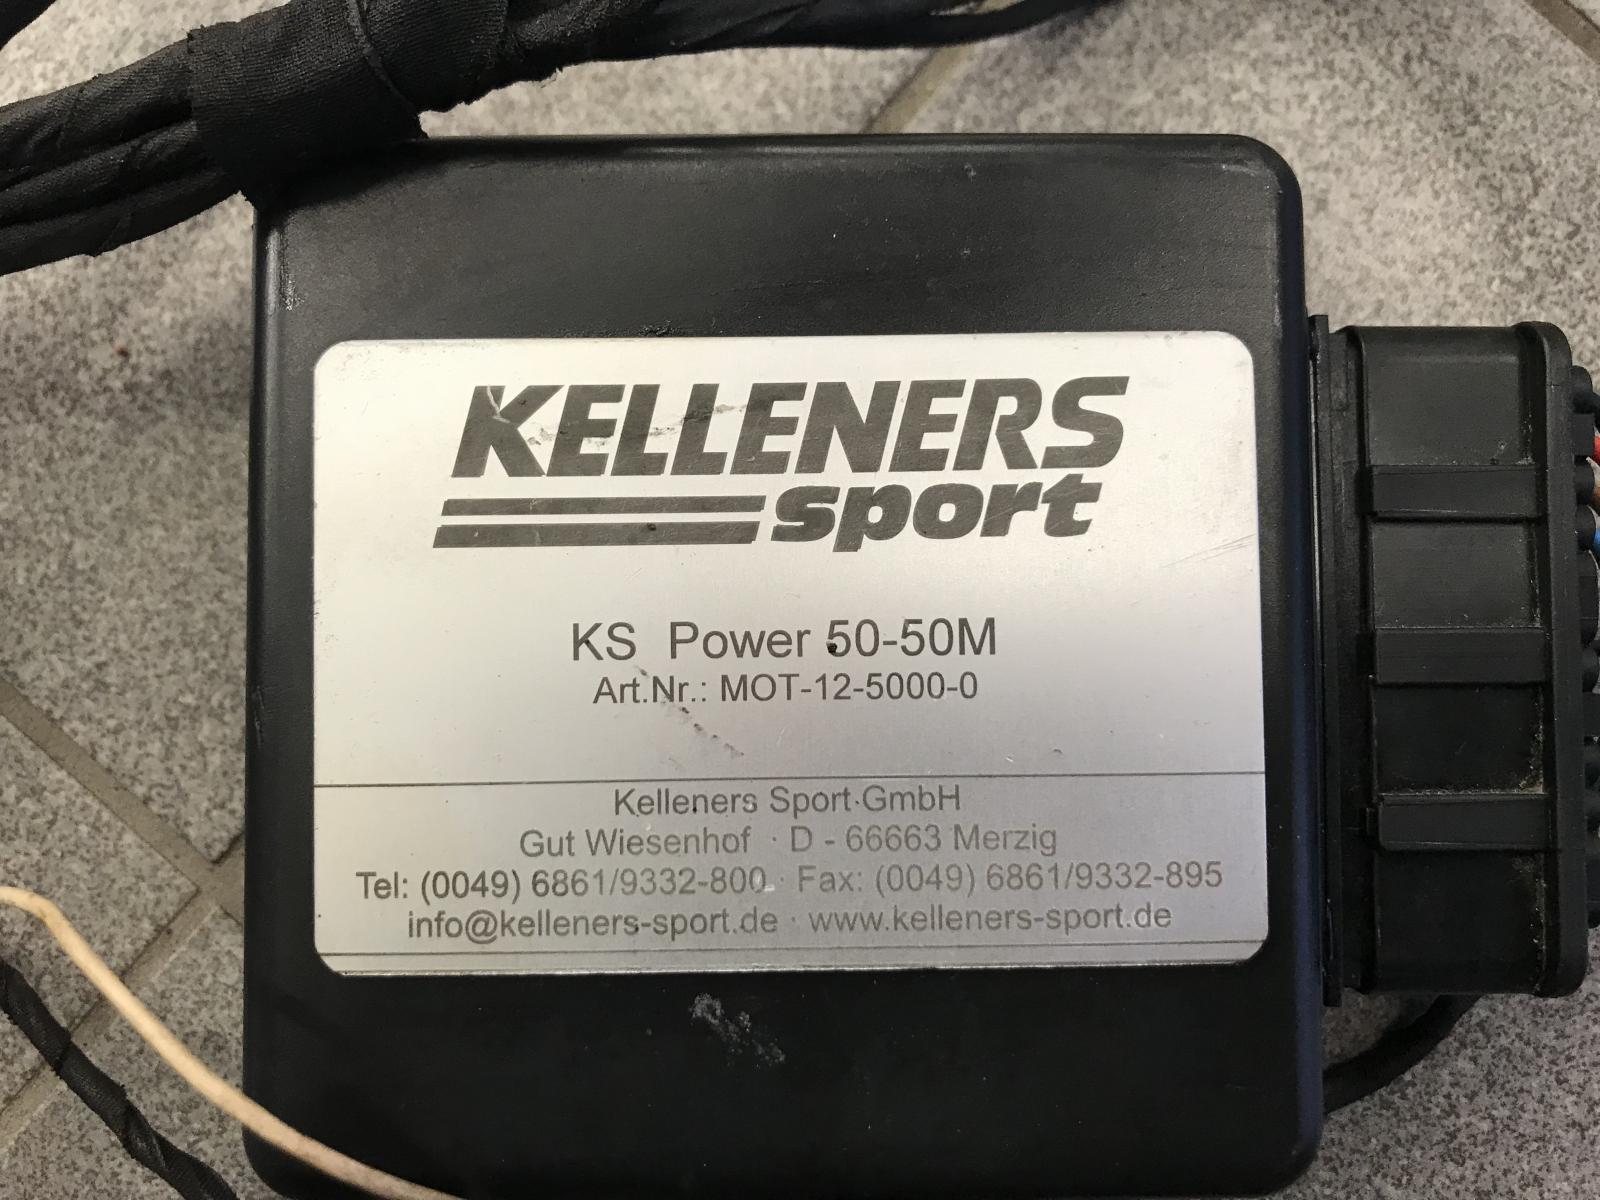 KELLENERS
sport
KS Power 50-50M
Art.Nr.: MOT-12-5000-0
Kelleners Sport GmbH
Gut Wiesenhof · D - 66663 Merzig
Tel: (0049) 6861/9332-800 · Fax: (0049) 6861/9332-895
info@kelleners-sport.de · www.kelleners-sport.de